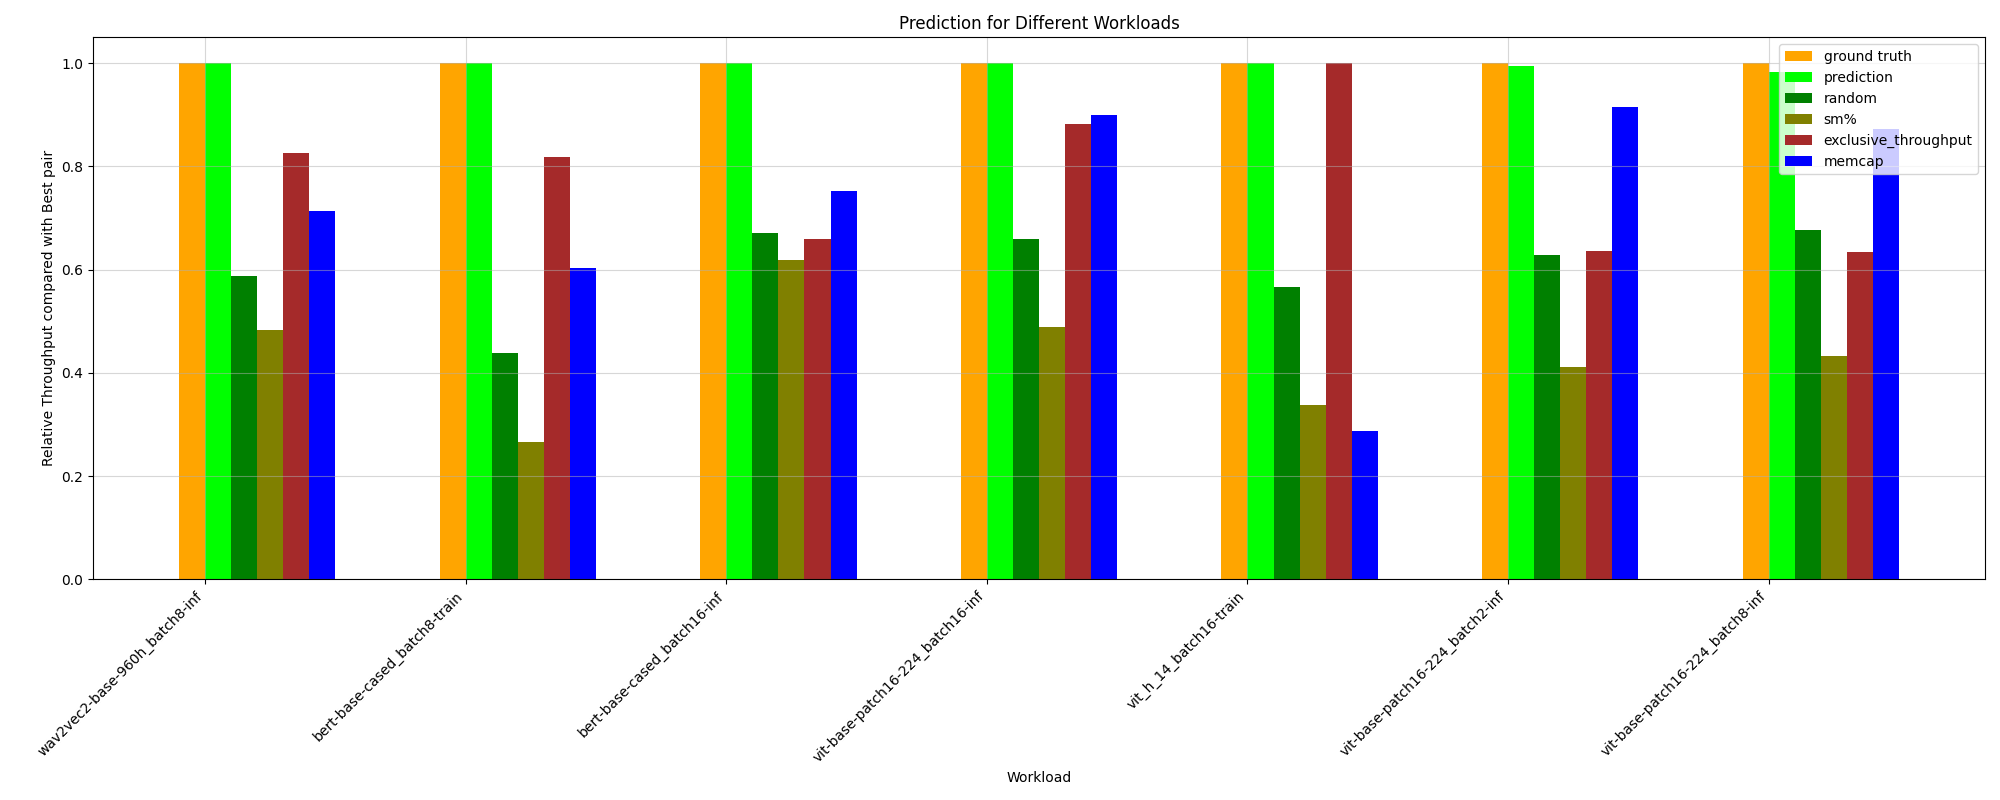 Prediction for Different Workloads
Relative Throughput compared with Best pair
1.0
0.8
0.6
0.4
0.2
0.0
ground truth
prediction
random
sm%
exclusive_throughput
memcap
wav2vec2-base-960h_batch8-inf
bert-base-cased_batch8-train
bert-base-cased_batch16-inf
vit-base-patch16-224_batch16-inf
vit_h_14_batch16-train
vit-base-patch16-224_batch2-inf
vit-base-patch16-224_batch8-inf
Workload